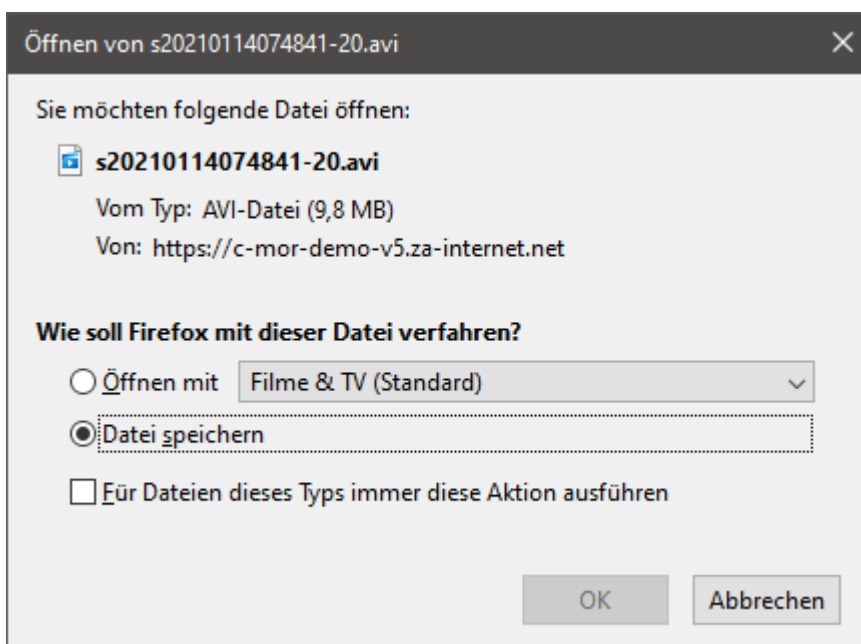 Öffnen von s20210114074841-20.avi
Sie möchten folgende Datei öffnen:
s20210114074841-20.avi
Vom Typ: AVI-Datei (9,8 MB)
Von: https://c-mor-demo-v5.za-internet.net
Wie soll Firefox mit dieser Datei verfahren?
Öffnen mit Filme & TV (Standard)
Datei speichern
Für Dateien dieses Typs immer diese Aktion ausführen
OK Abbrechen